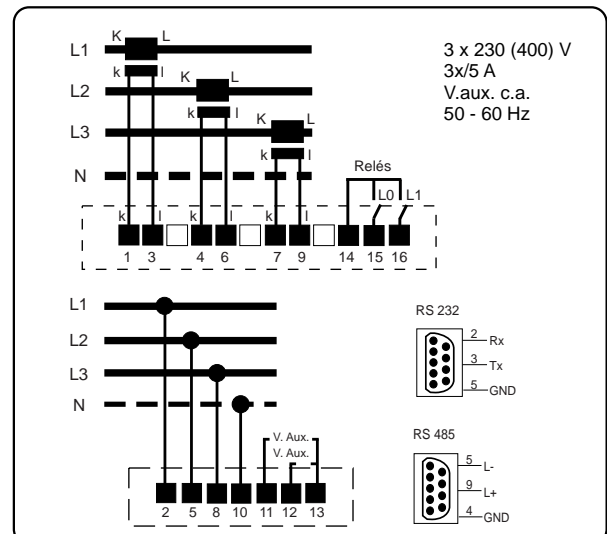 K L
L1
k l
3 x 230 (400) V
3x/5 A
V.aux. c.a.
50 - 60 Hz
K L
L2
k l
K L
L3
k l
N
Relés
L0 L1
k l k l k l
1 3 4 6 7 9 14 15 16
L1
L2
L3
N
V. Aux.
V. Aux.
2 5 8 10 11 12 13
RS 232
2 Rx
3 Tx
5 GND
RS 485
5 L-
9 L+
4 GND